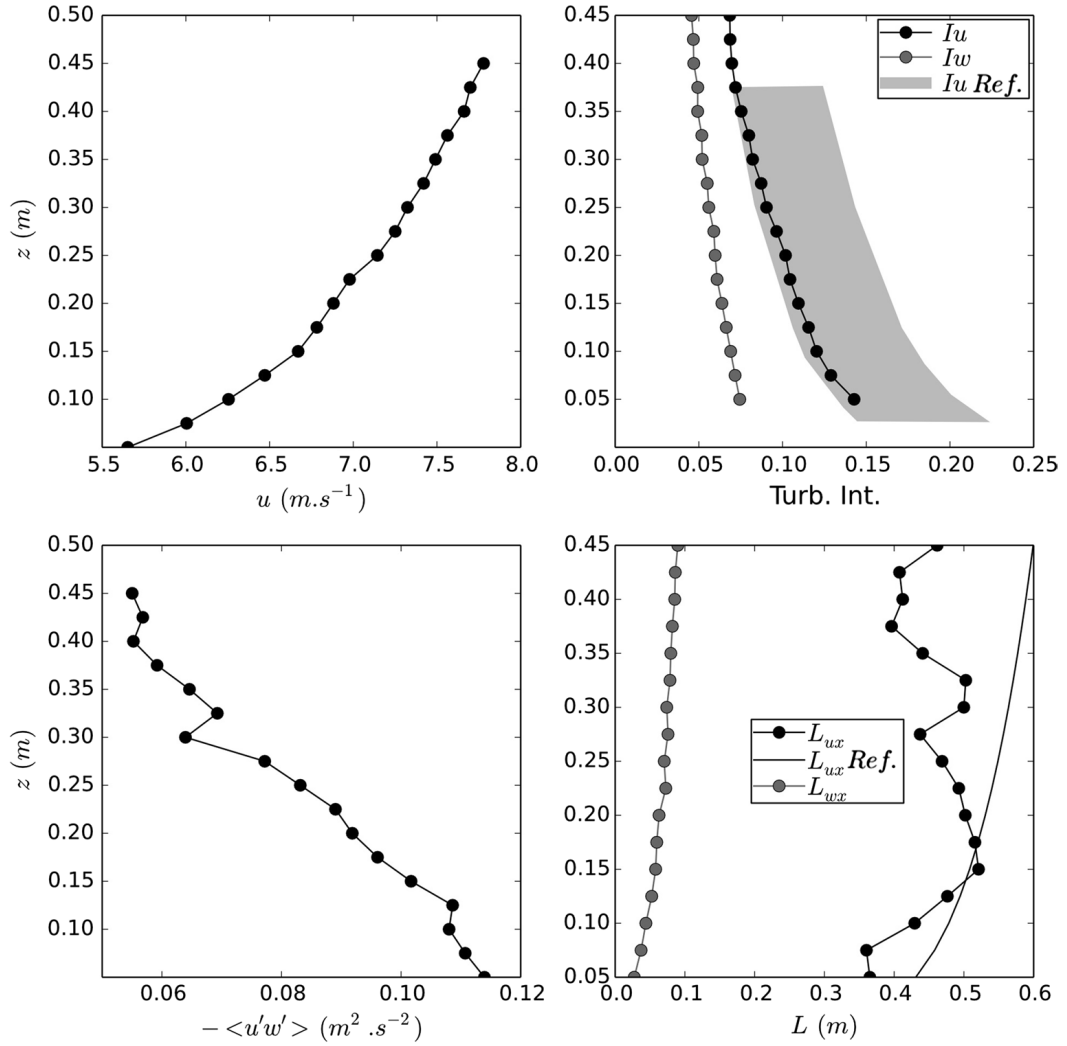 0.50
0.45
0.40
0.35
0.30
0.25
0.20
0.15
0.10
z (m)
5.5 6.0 6.5 7.0 7.5 8.0
u (m.s⁻¹)
0.45
0.40
0.35
0.30
0.25
0.20
0.15
0.10
0.05
Iu
Iw
Iu Ref.
0.00 0.05 0.10 0.15 0.20 0.25
Turb. Int.
0.50
0.45
0.40
0.35
0.30
0.25
0.20
0.15
0.10
z (m)
0.06 0.08 0.10 0.12
− <u′w′> (m² .s⁻²)
0.45
0.40
0.35
0.30
0.25
0.20
0.15
0.10
0.05
L_ux
L_ux Ref.
L_wx
0.0 0.1 0.2 0.3 0.4 0.5 0.6
L (m)